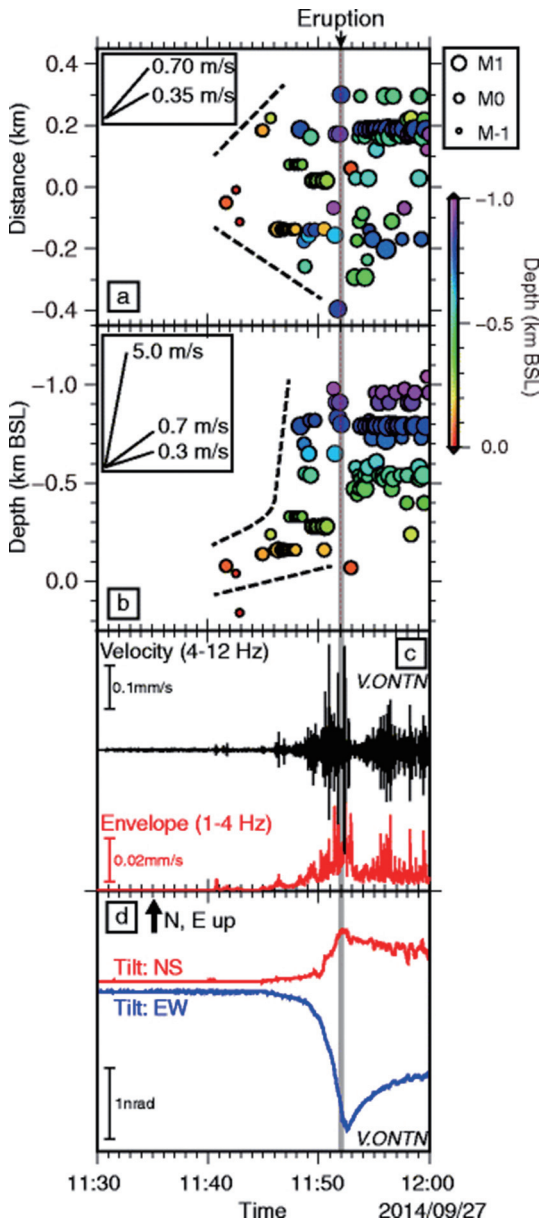 Eruption
0.4
0.70 m/s
0.35 m/s
M1
M0
M-1
0.2
Distance (km)
0.0
−0.2
−0.4
a
−1.0
−0.5
0.0
Depth (km BSL)
5.0 m/s
0.7 m/s
0.3 m/s
−1.0
Depth (km BSL)
−0.5
0.0
b
Velocity (4-12 Hz)
c
0.1mm/s
V.ONTN
Envelope (1-4 Hz)
0.02mm/s
d
N, E up
Tilt: NS
Tilt: EW
1nrad
V.ONTN
11:30 11:40 11:50 12:00
Time 2014/09/27